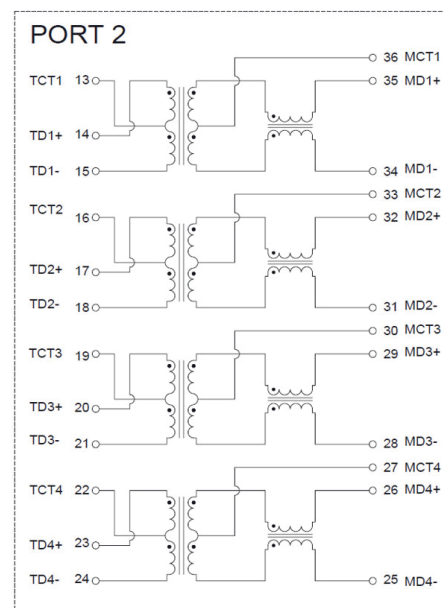 PORT 2
36 MCT1
TCT1 13
35 MD1+
TD1+ 14
TD1- 15
34 MD1-
33 MCT2
TCT2 16
32 MD2+
TD2+ 17
TD2- 18
31 MD2-
30 MCT3
TCT3 19
29 MD3+
TD3+ 20
TD3- 21
28 MD3-
27 MCT4
TCT4 22
26 MD4+
TD4+ 23
TD4- 24
25 MD4-